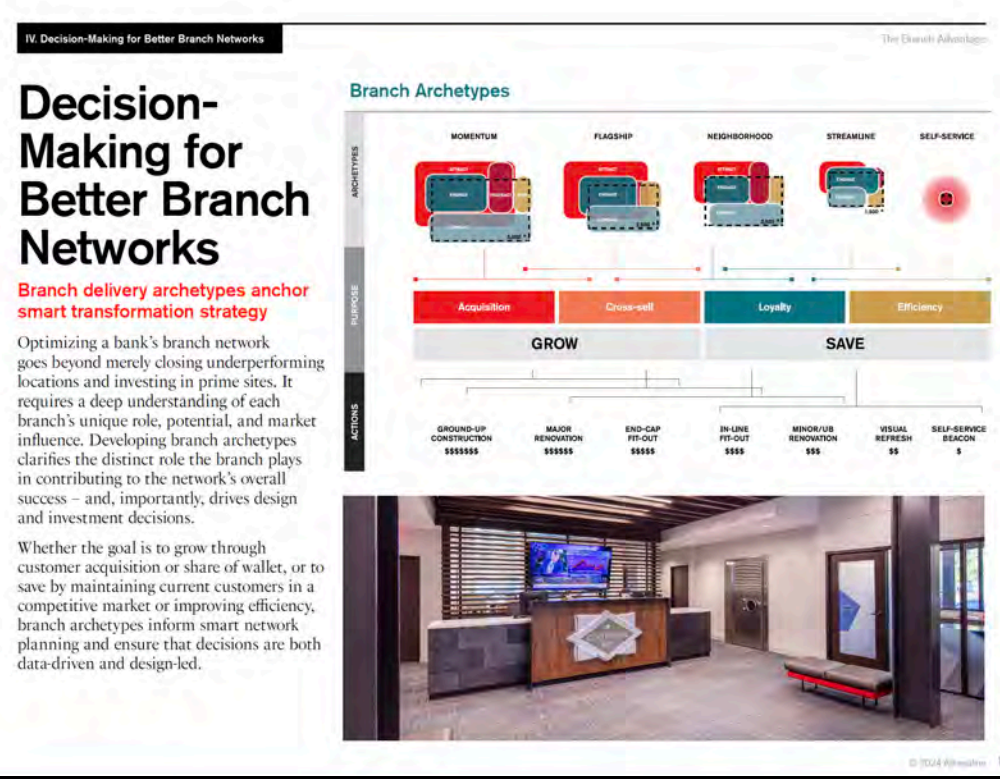 IV. Decision-Making for Better Branch Networks
The Branch Advantage
Decision-
Making for
Better Branch
Networks
Branch delivery archetypes anchor
smart transformation strategy
Optimizing a bank's branch network
goes beyond merely closing underperforming
locations and investing in prime sites. It
requires a deep understanding of each
branch's unique role, potential, and market
influence. Developing branch archetypes
clarifies the distinct role the branch plays
in contributing to the network's overall
success – and, importantly, drives design
and investment decisions.
Whether the goal is to grow through
customer acquisition or share of wallet, or to
save by maintaining current customers in a
competitive market or improving efficiency,
branch archetypes inform smart network
planning and ensure that decisions are both
data-driven and design-led.
Branch Archetypes
ARCHETYPES
MOMENTUM
FLAGSHIP
NEIGHBORHOOD
STREAMLINE
SELF-SERVICE
ATTRACT
ENGAGE
ATTRACT
ENGAGE
ATTRACT
ENGAGE
PURPOSE
Acquisition
Cross-sell
Loyalty
Efficiency
GROW
SAVE
ACTIONS
GROUND-UP
CONSTRUCTION
$$$$$$$
MAJOR
RENOVATION
$$$$$$
END-CAP
FIT-OUT
$$$$$
IN-LINE
FIT-OUT
$$$$
MINOR/UB
RENOVATION
$$$
VISUAL
REFRESH
$$
SELF-SERVICE
BEACON
$
© 2024 Adrenaline